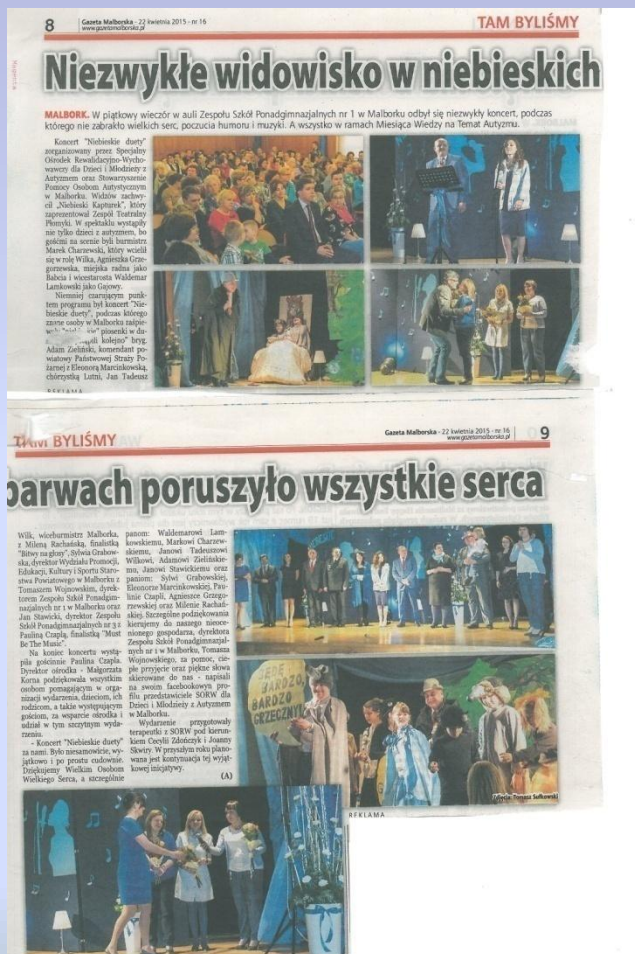 8
Gazeta Malborska - 22 kwietnia 2015 - nr 16
www.gazetamalborska.pl
TAM BYLIŚMY
Niezwykłe widowisko w niebieskich
MALBORK. W piątkowy wieczór w auli Zespołu Szkół Ponadgimnazjalnych nr 1 w Malborku odbył się niezwykły koncert, podczas
którego nie zabrakło wielkich serc, poczucia humoru i muzyki. A wszystko w ramach Miesiąca Wiedzy na Temat Autyzmu.
Koncert "Niebieskie duety"
zorganizowany przez Specjalny
Ośrodek Rewalidacyjno-Wycho-
wawczy dla Dzieci i Młodzieży z
Autyzmem oraz Stowarzyszenie
Pomocy Osobom Autystycznym
w Malborku. Widzów zachwy-
cił „Niebieski Kapturek", który
zaprezentował Zespół Teatralny
Płomyki. W spektaklu wystąpiły
nie tylko dzieci z autyzmem, bo
gośćmi na scenie byli burmistrz
Marek Charzewski, który wcielił
się w rolę Wilka, Agnieszka Grze-
gorzewska, miejska radna jako
Babcia i wicestarosta Waldemar
Lamkowski jako Gajowy.
Niemniej czarującym punk-
tem programu był koncert "Nie-
bieskie duety", podczas którego
znane osoby w Malborku zaśpie-
piosenki w du-
kolejno" bryg.
Adam Zieliński, komendant po-
wiatowy Państwowej Straży Po-
żarnej z Eleonorą Marcinkowską,
chórzystką Lutni, Jan Tadeusz
REKLAMA
TAM BYLIŚMY
Gazeta Malborska - 22 kwietnia 2015 - nr 16
www.gazetamalborska.pl
9
barwach poruszyło wszystkie serca
Wilk, wiceburmistrz Malborka,
z Mileną Rachańską, finalistką
"Bitwy na głosy", Sylwia Grabow-
ska, dyrektor Wydziału Promocji,
Edukacji, Kultury i Sportu Staro-
stwa Powiatowego w Malborku z
Tomaszem Wojnowskim, dyrek-
torem Zespołu Szkół Ponadgim-
nazjalnych nr 1 w Malborku oraz
Jan Stawicki, dyrektor Zespołu
Szkół Ponadgimnazjalnych nr 3 z
Pauliną Czaplą, finalistką "Must
Be The Music".
Na koniec koncertu wystą-
piła gościnnie Paulina Czapla.
Dyrektor ośrodka - Małgorzata
Korna podziękowała wszystkim
osobom pomagającym w orga-
nizacji wydarzenia, dzieciom, ich
rodzicom, a także występującym
gościom, za wsparcie ośrodka i
udział w tym szczytnym wyda-
rzeniu.
- Koncert "Niebieskie duety"
za nami. Było niesamowicie, wy-
jątkowo i po prostu cudownie.
Dziękujemy Wielkim Osobom
Wielkiego Serca, a szczególnie
panom: Waldemarowi Lam-
kowskiemu, Markowi Charzew-
skiemu, Janowi Tadeuszowi
Wilkowi, Adamowi Zielińskie-
mu, Janowi Stawickiemu oraz
paniom: Sylwi Grabowskiej,
Eleonorze Marcinkowskiej, Pau-
linie Czapli, Agnieszce Grzego-
rzewskiej oraz Milenie Rachań-
skiej. Szczególne podziękowania
kierujemy do naszego nieoce-
nionego gospodarza, dyrektora
Zespołu Szkół Ponadgimnazjal-
nych nr 1 w Malborku, Tomasza
Wojnowskiego, za pomoc, cie-
płe przyjęcie oraz piękne słowa
skierowane do nas - napisali
na swoim facebookowym pro-
filu przedstawiciele SORW dla
Dzieci i Młodzieży z Autyzmem
w Malborku.
Wydarzenie przygotowały
terapeutki z SORW pod kierun-
kiem Cecylii Zdończyk i Joanny
Skwiry. W przyszłym roku plano-
wana jest kontynuacja tej wyjąt-
kowej inicjatywy.
(A)
BĘDĘ
BARDZO,
BARDZO
GRZECZNY!
Zdjęcia: Tomasz Sułkowski
REKLAMA